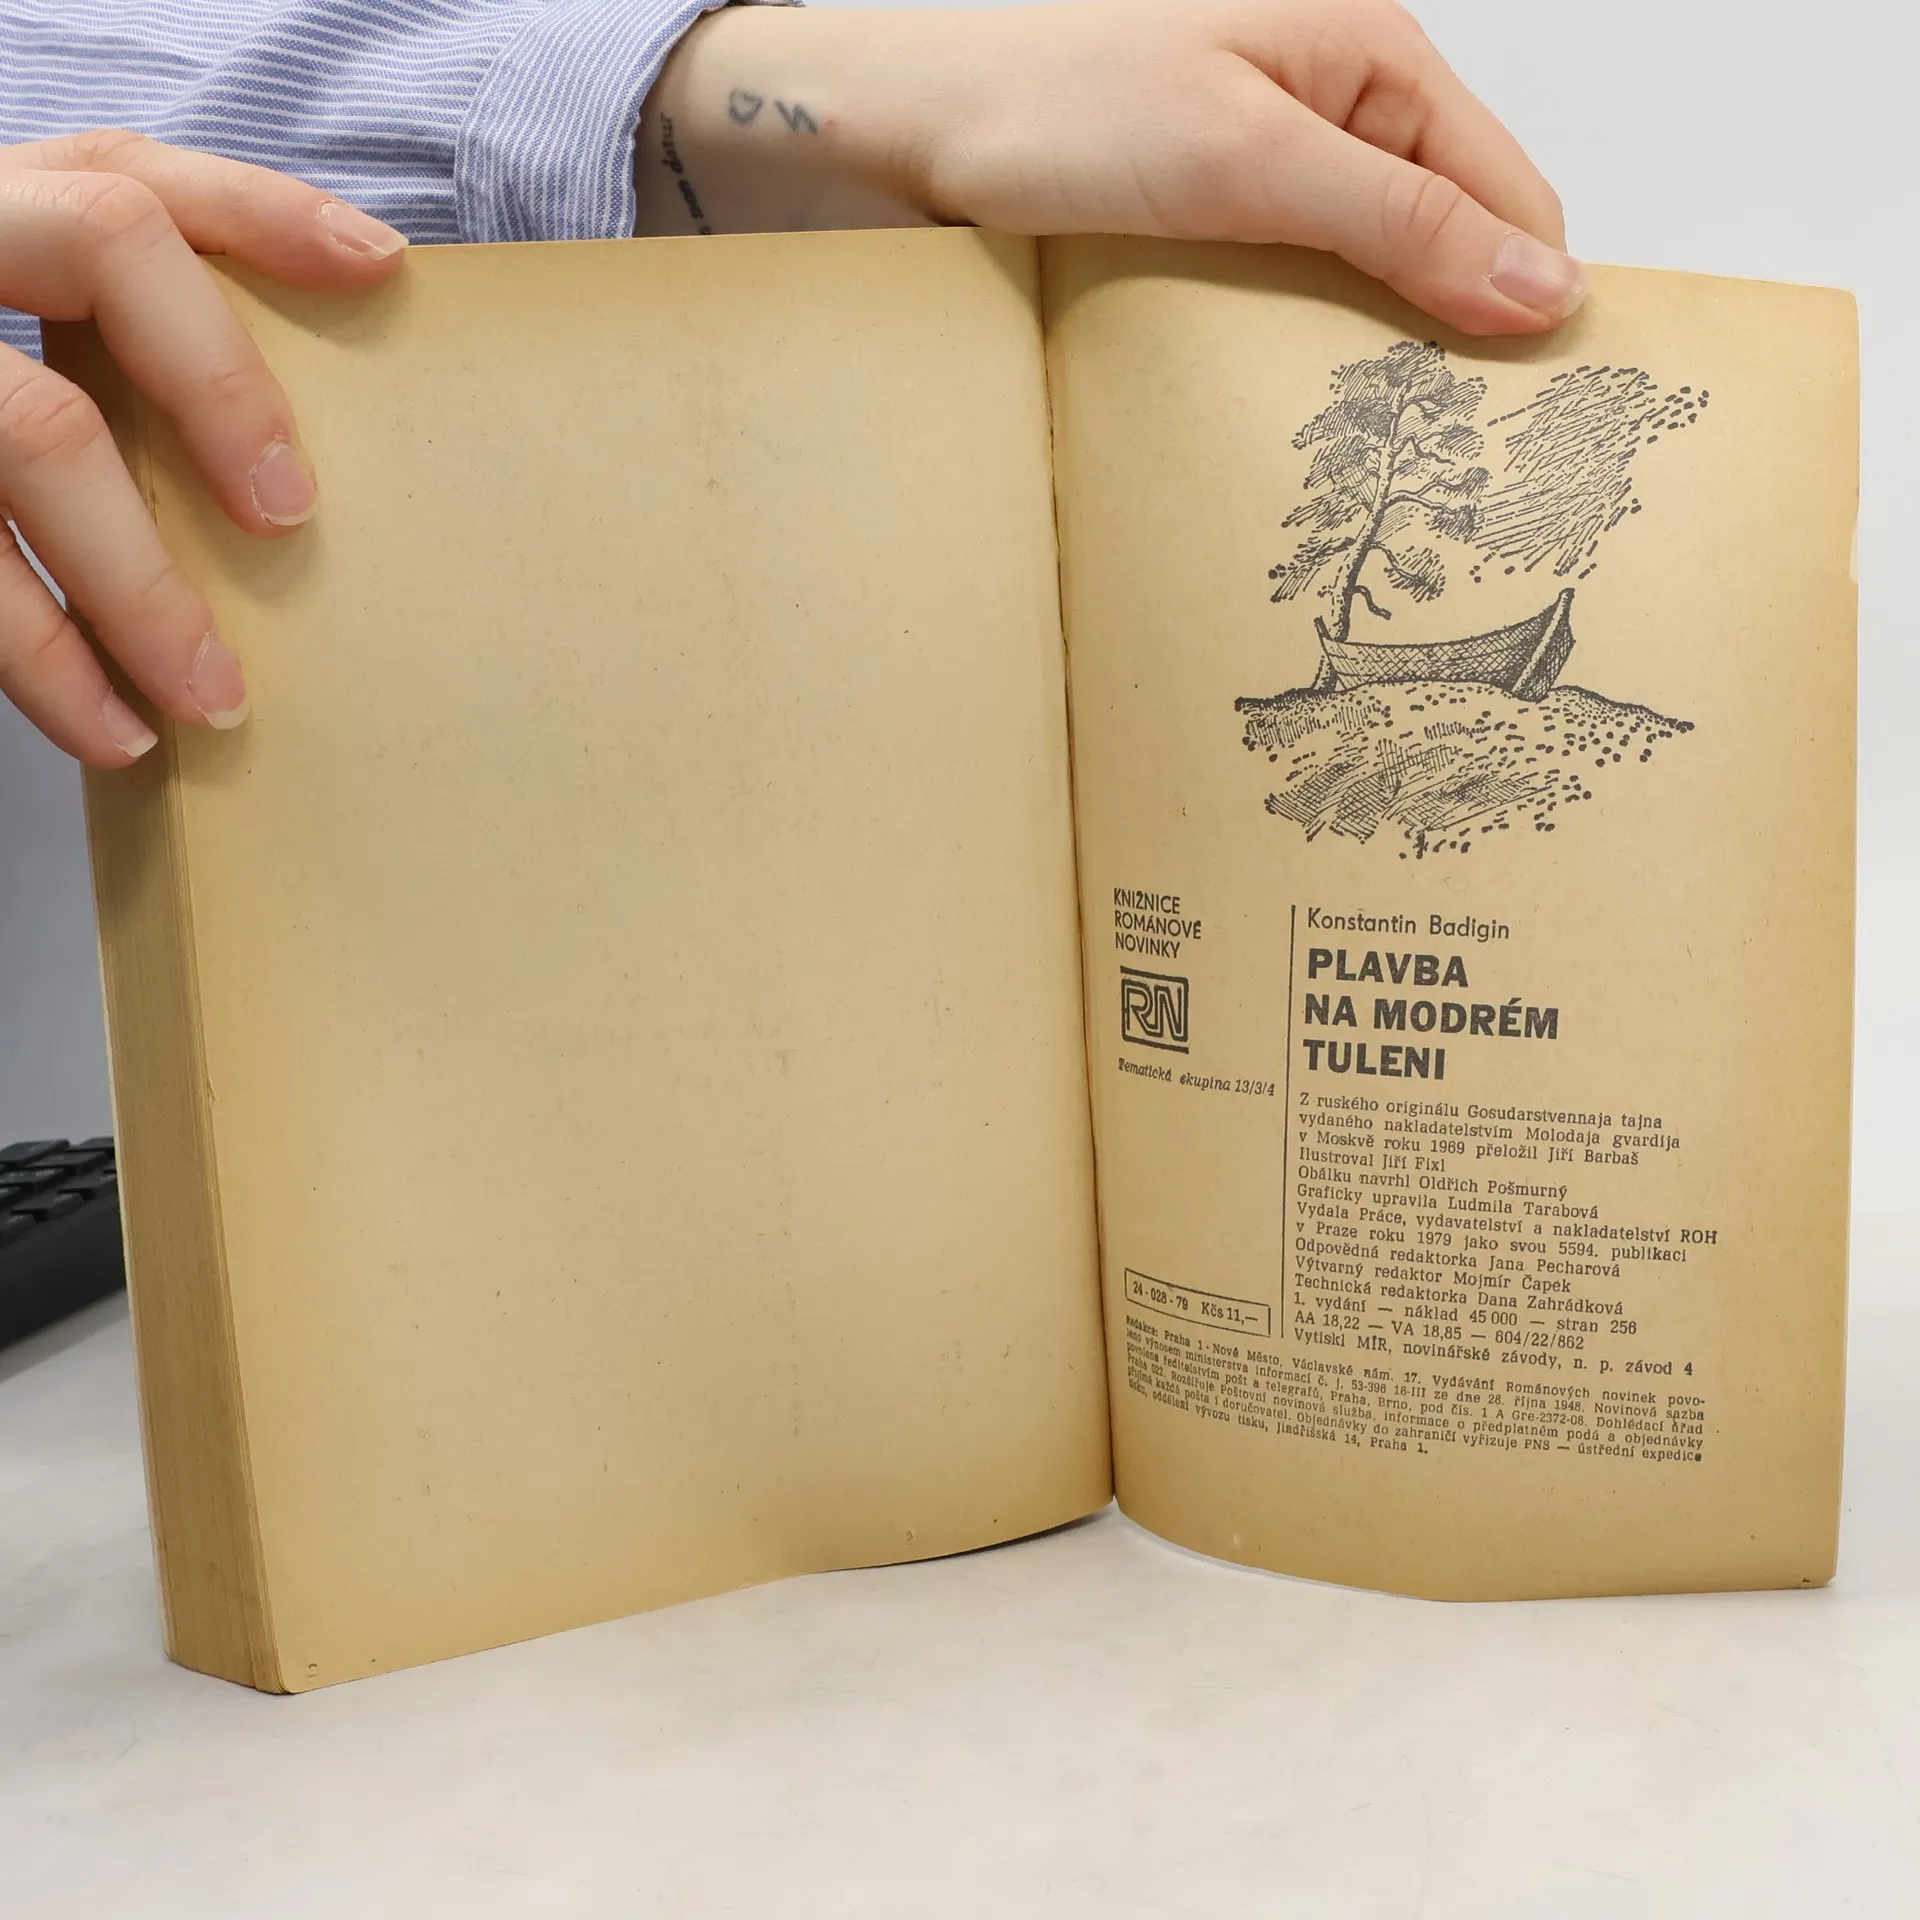 non datur
KNIŽNICE
ROMÁNOVÉ
NOVINKY
RN
Tematická skupina 13/3/4
24-028-79 Kčs 11,—
Konstantin Badigin
PLAVBA
NA MODRÉM
TULENI
Z ruského originálu Gosudarstvennaja tajna
vydaného nakladatelstvím Molodaja gvardija
v Moskvě roku 1969 přeložil Jiří Barbaš
Ilustroval Jiří Fixl
Obálku navrhl Oldřich Pošmurný
Graficky upravila Ludmila Tarabová
Vydala Práce, vydavatelství a nakladatelství ROH
v Praze roku 1979 jako svou 5594. publikaci
Odpovědná redaktorka Jana Pecharová
Výtvarný redaktor Mojmír Čapek
Technická redaktorka Dana Zahrádková
1. vydání — náklad 45 000 — stran 256
AA 18,22 — VA 18,85 — 604/22/862
Vytiskl MÍR, novinářské závody, n. p. závod 4
Redakce: Praha 1 - Nové Město, Václavské nám. 17. Vydávání Románových novinek povo-
leno výnosem ministerstva informací č. j. 53-398 18-III ze dne 28. října 1948. Novinová sazba
povolena ředitelstvím pošt a telegrafů, Praha, Brno, pod čís. 1 A Gre-2372-08. Dohlédací úřad
Praha 022. Rozšiřuje Poštovní novinová služba, informace o předplatném podá a objednávky
přijímá každá pošta i doručovatel. Objednávky do zahraničí vyřizuje PNS — ústřední expedice
tisku, oddělení vývozu tisku, Jindřišská 14, Praha 1.